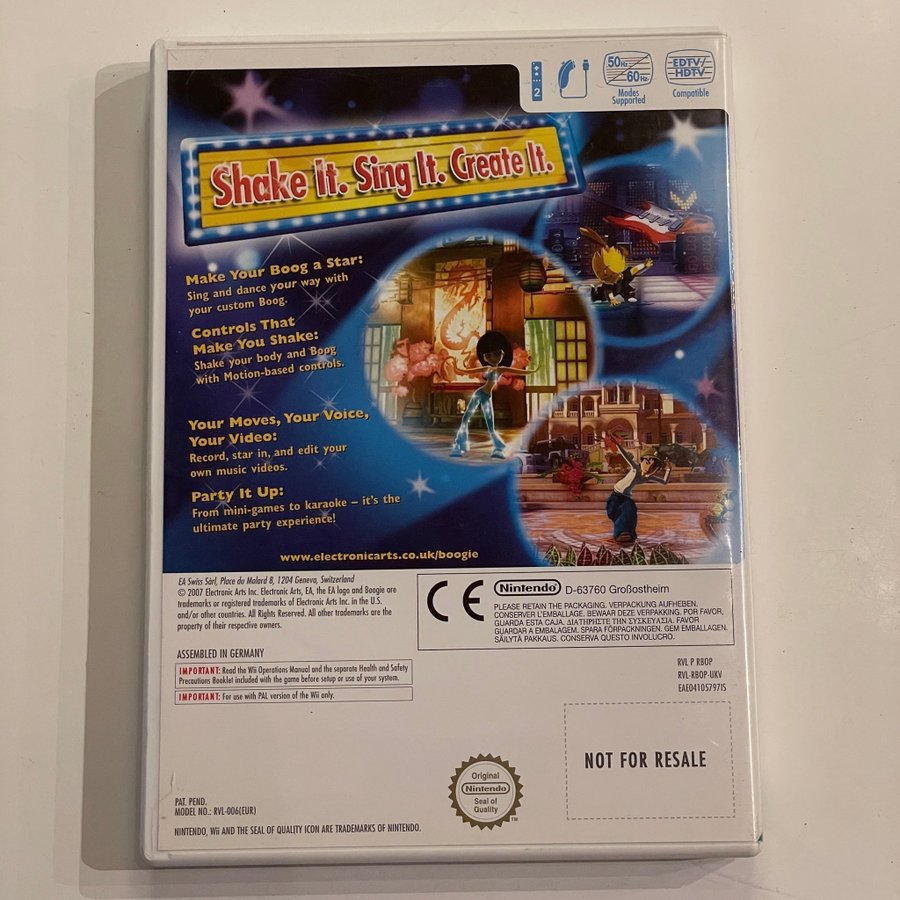 2
50Hz
60Hz
Modes
Supported
EDTV/
HDTV
Compatible
Shake It. Sing It. Create It.
Make Your Boog a Star:
Sing and dance your way with
your custom Boog.
Controls That
Make You Shake:
Shake your body and Boog
with Motion-based controls.
Your Moves, Your Voice,
Your Video:
Record, star in, and edit your
own music videos.
Party It Up:
From mini-games to karaoke – it's the
ultimate party experience!
www.electronicarts.co.uk/boogie
EA Swiss Sàrl, Place du Molard 8, 1204 Geneva, Switzerland
© 2007 Electronic Arts Inc. Electronic Arts, EA, the EA logo and Boogie are
trademarks or registered trademarks of Electronic Arts Inc. in the U.S.
and/or other countries. All Rights Reserved. All other trademarks are the
property of their respective owners.
CE
Nintendo D-63760 Großostheim
PLEASE RETAIN THE PACKAGING. VERPACKUNG AUFHEBEN.
CONSERVER L'EMBALLAGE. BEWAAR DEZE VERPAKKING. POR FAVOR,
GUARDA ESTA CAJA. ΔΙΑΤΗΡΗΣΤΕ ΤΗΝ ΣΥΣΚΕΥΑΣΙΑ. FAVOR
GUARDAR A EMBALAGEM. SPARA FÖRPACKNINGEN. GEM EMBALLAGEN.
SÄILYTÄ PAKKAUS. CONSERVA QUESTO INVOLUCRO.
ASSEMBLED IN GERMANY
IMPORTANT: Read the Wii Operations Manual and the separate Health and Safety
Precautions Booklet included with the game before setup or use of your system.
IMPORTANT: For use with PAL version of the Wii only.
RVL P RBOP
RVL-RBOP-UKV
EAE04105797IS
NOT FOR RESALE
Original
Nintendo
Seal of
Quality
TM
PAT. PEND.
MODEL NO.: RVL-006(EUR)
NINTENDO, Wii AND THE SEAL OF QUALITY ICON ARE TRADEMARKS OF NINTENDO.